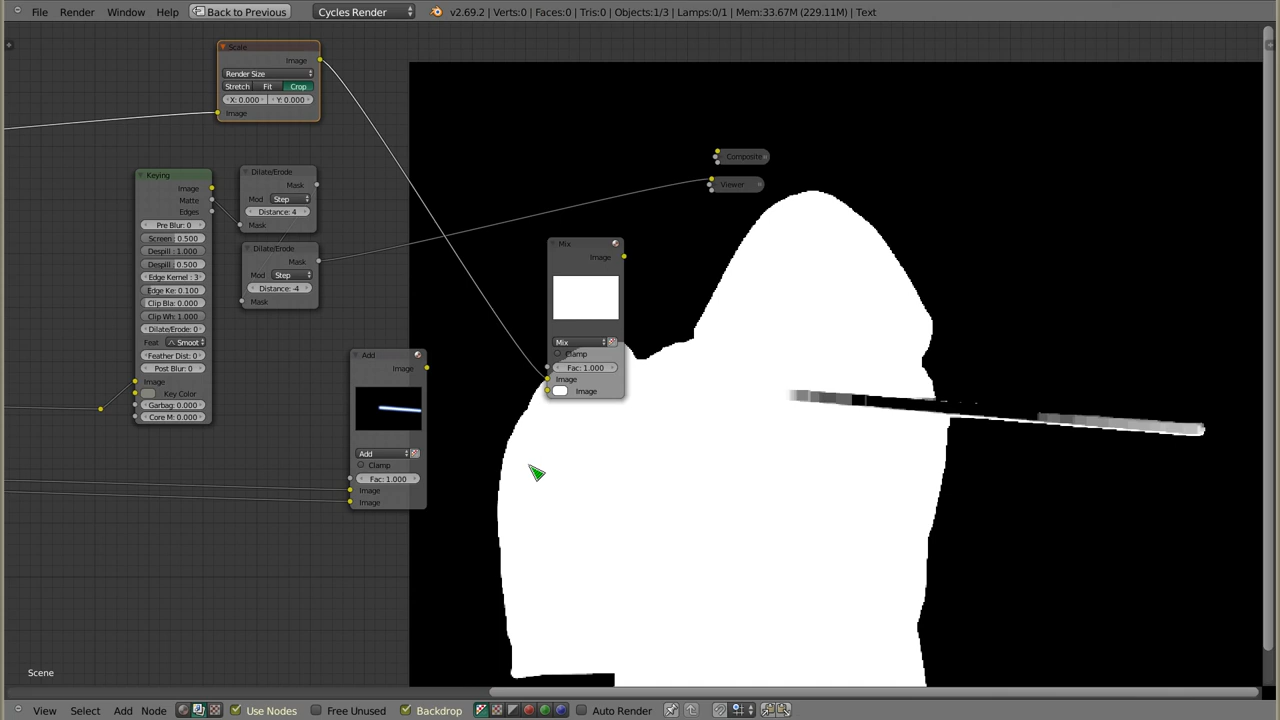 File Render Window Help Back to Previous Cycles Render v2.69.2 | Verts:0 | Faces:0 | Tris:0 | Objects:1/3 | Lamps:0/1 | Mem:33.67M (229.11M) | Text
Scale
Image
Render Size
Stretch Fit Crop
X: 0.000 Y: 0.000
Image
Keying
Image
Matte
Edges
Pre Blur: 0
Screen: 0.500
Despill : 1.000
Despill : 0.500
Edge Kernel : 3
Edge Ke: 0.100
Clip Bla: 0.000
Clip Wh: 1.000
Dilate/Erode: 0
Feat Smoot
Feather Dist: 0
Post Blur: 0
Image
Key Color
Garbag: 0.000
Core M: 0.000
Dilate/Erode
Mask
Mod Step
Distance: 4
Mask
Dilate/Erode
Mask
Mod Step
Distance: -4
Mask
Add
Image
Add
Clamp
Fac: 1.000
Image
Image
Mix
Image
Mix
Clamp
Fac: 1.000
Image
Image
Composite
Viewer
Scene
View Select Add Node Use Nodes Free Unused Backdrop Auto Render